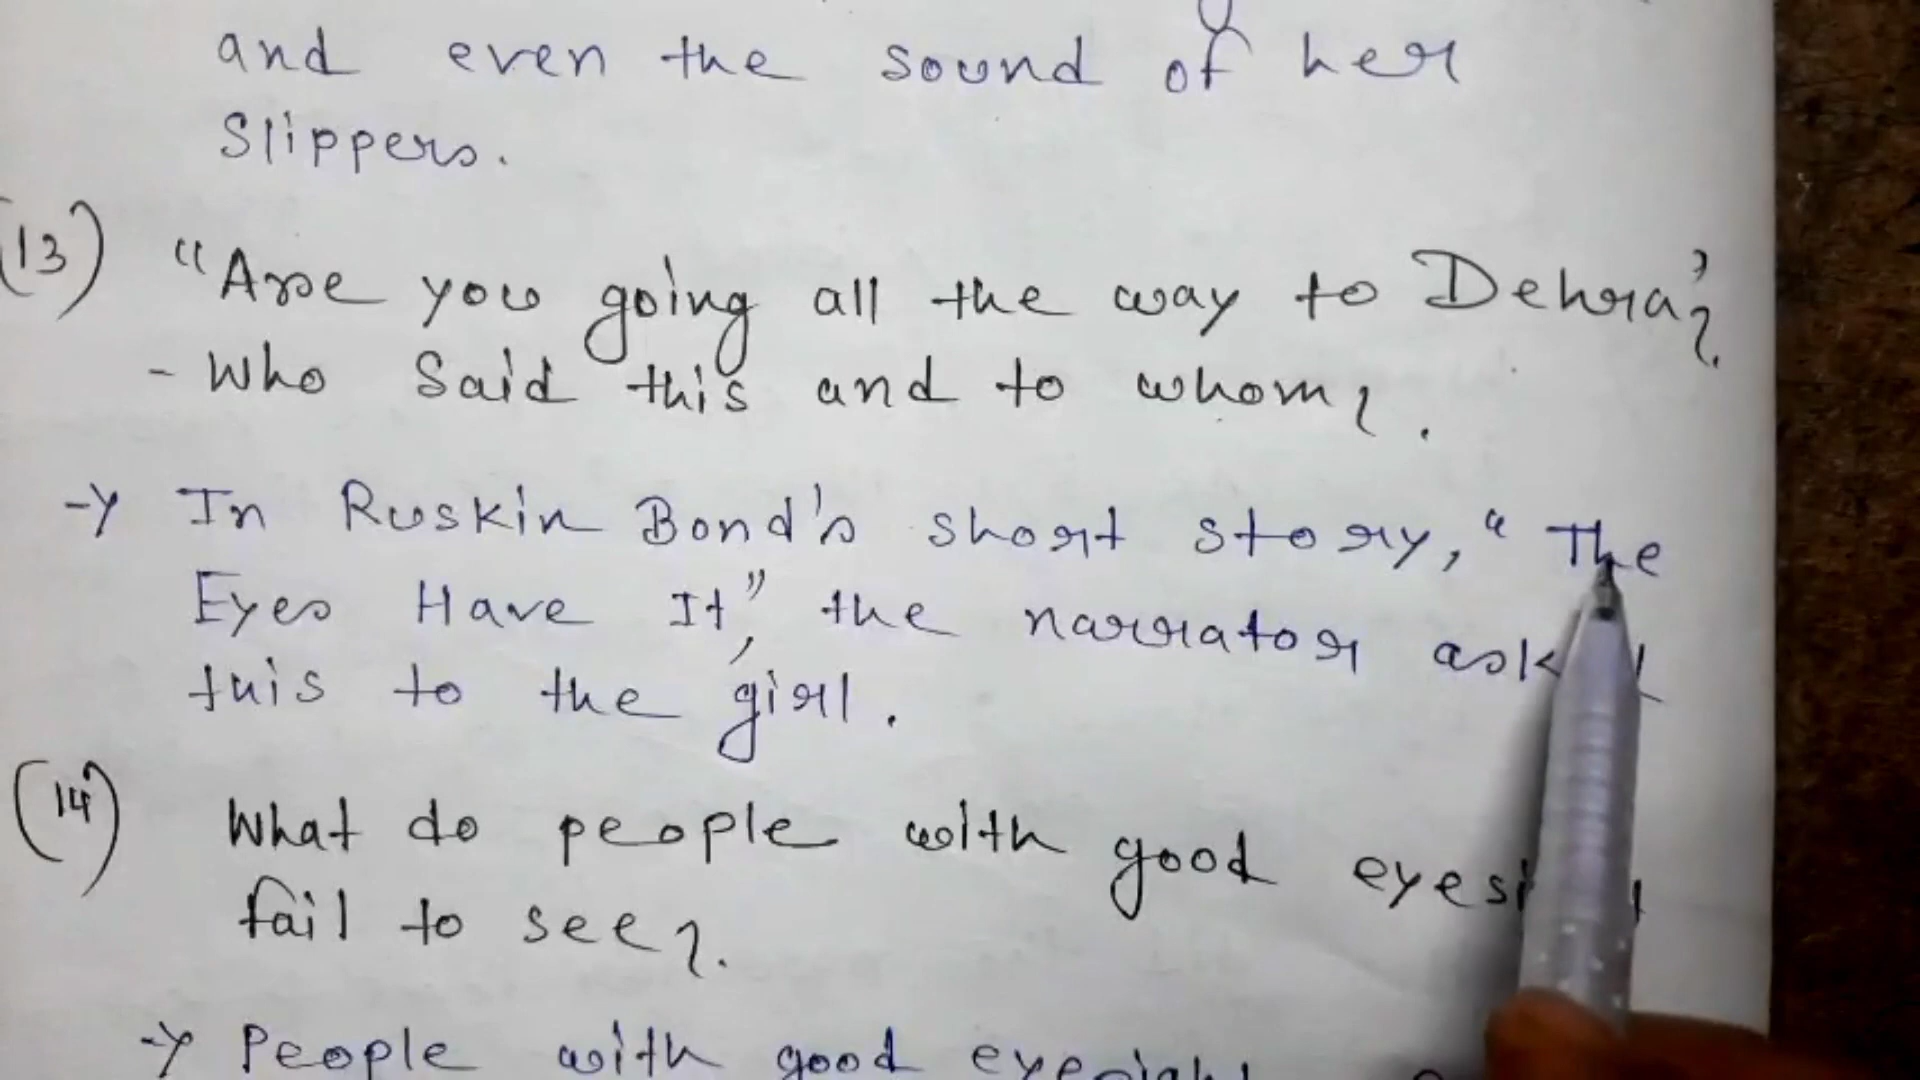 and even the sound of her
Slippers.
(13) "Are you going all the way to Dehra"?
- Who Said this and to whom?
→ In Ruskin Bond's short story, "The
Eyes Have It", the narrator
this to the girl.
(14) What do people with good
fail to see?
→ People with good eyesight